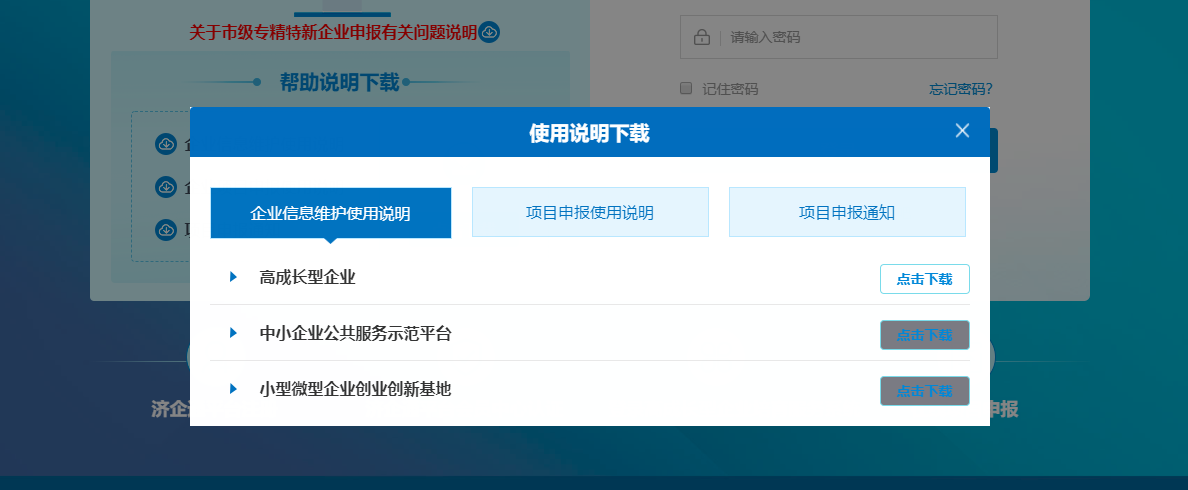 关于市级专精特新企业申报有关问题说明
请输入密码
帮助说明下载
记住密码
忘记密码?
使用说明下载
企业信息维护使用说明
项目申报使用说明
项目申报通知
高成长型企业
点击下载
中小企业公共服务示范平台
点击下载
小型微型企业创业创新基地
点击下载
济企
申报